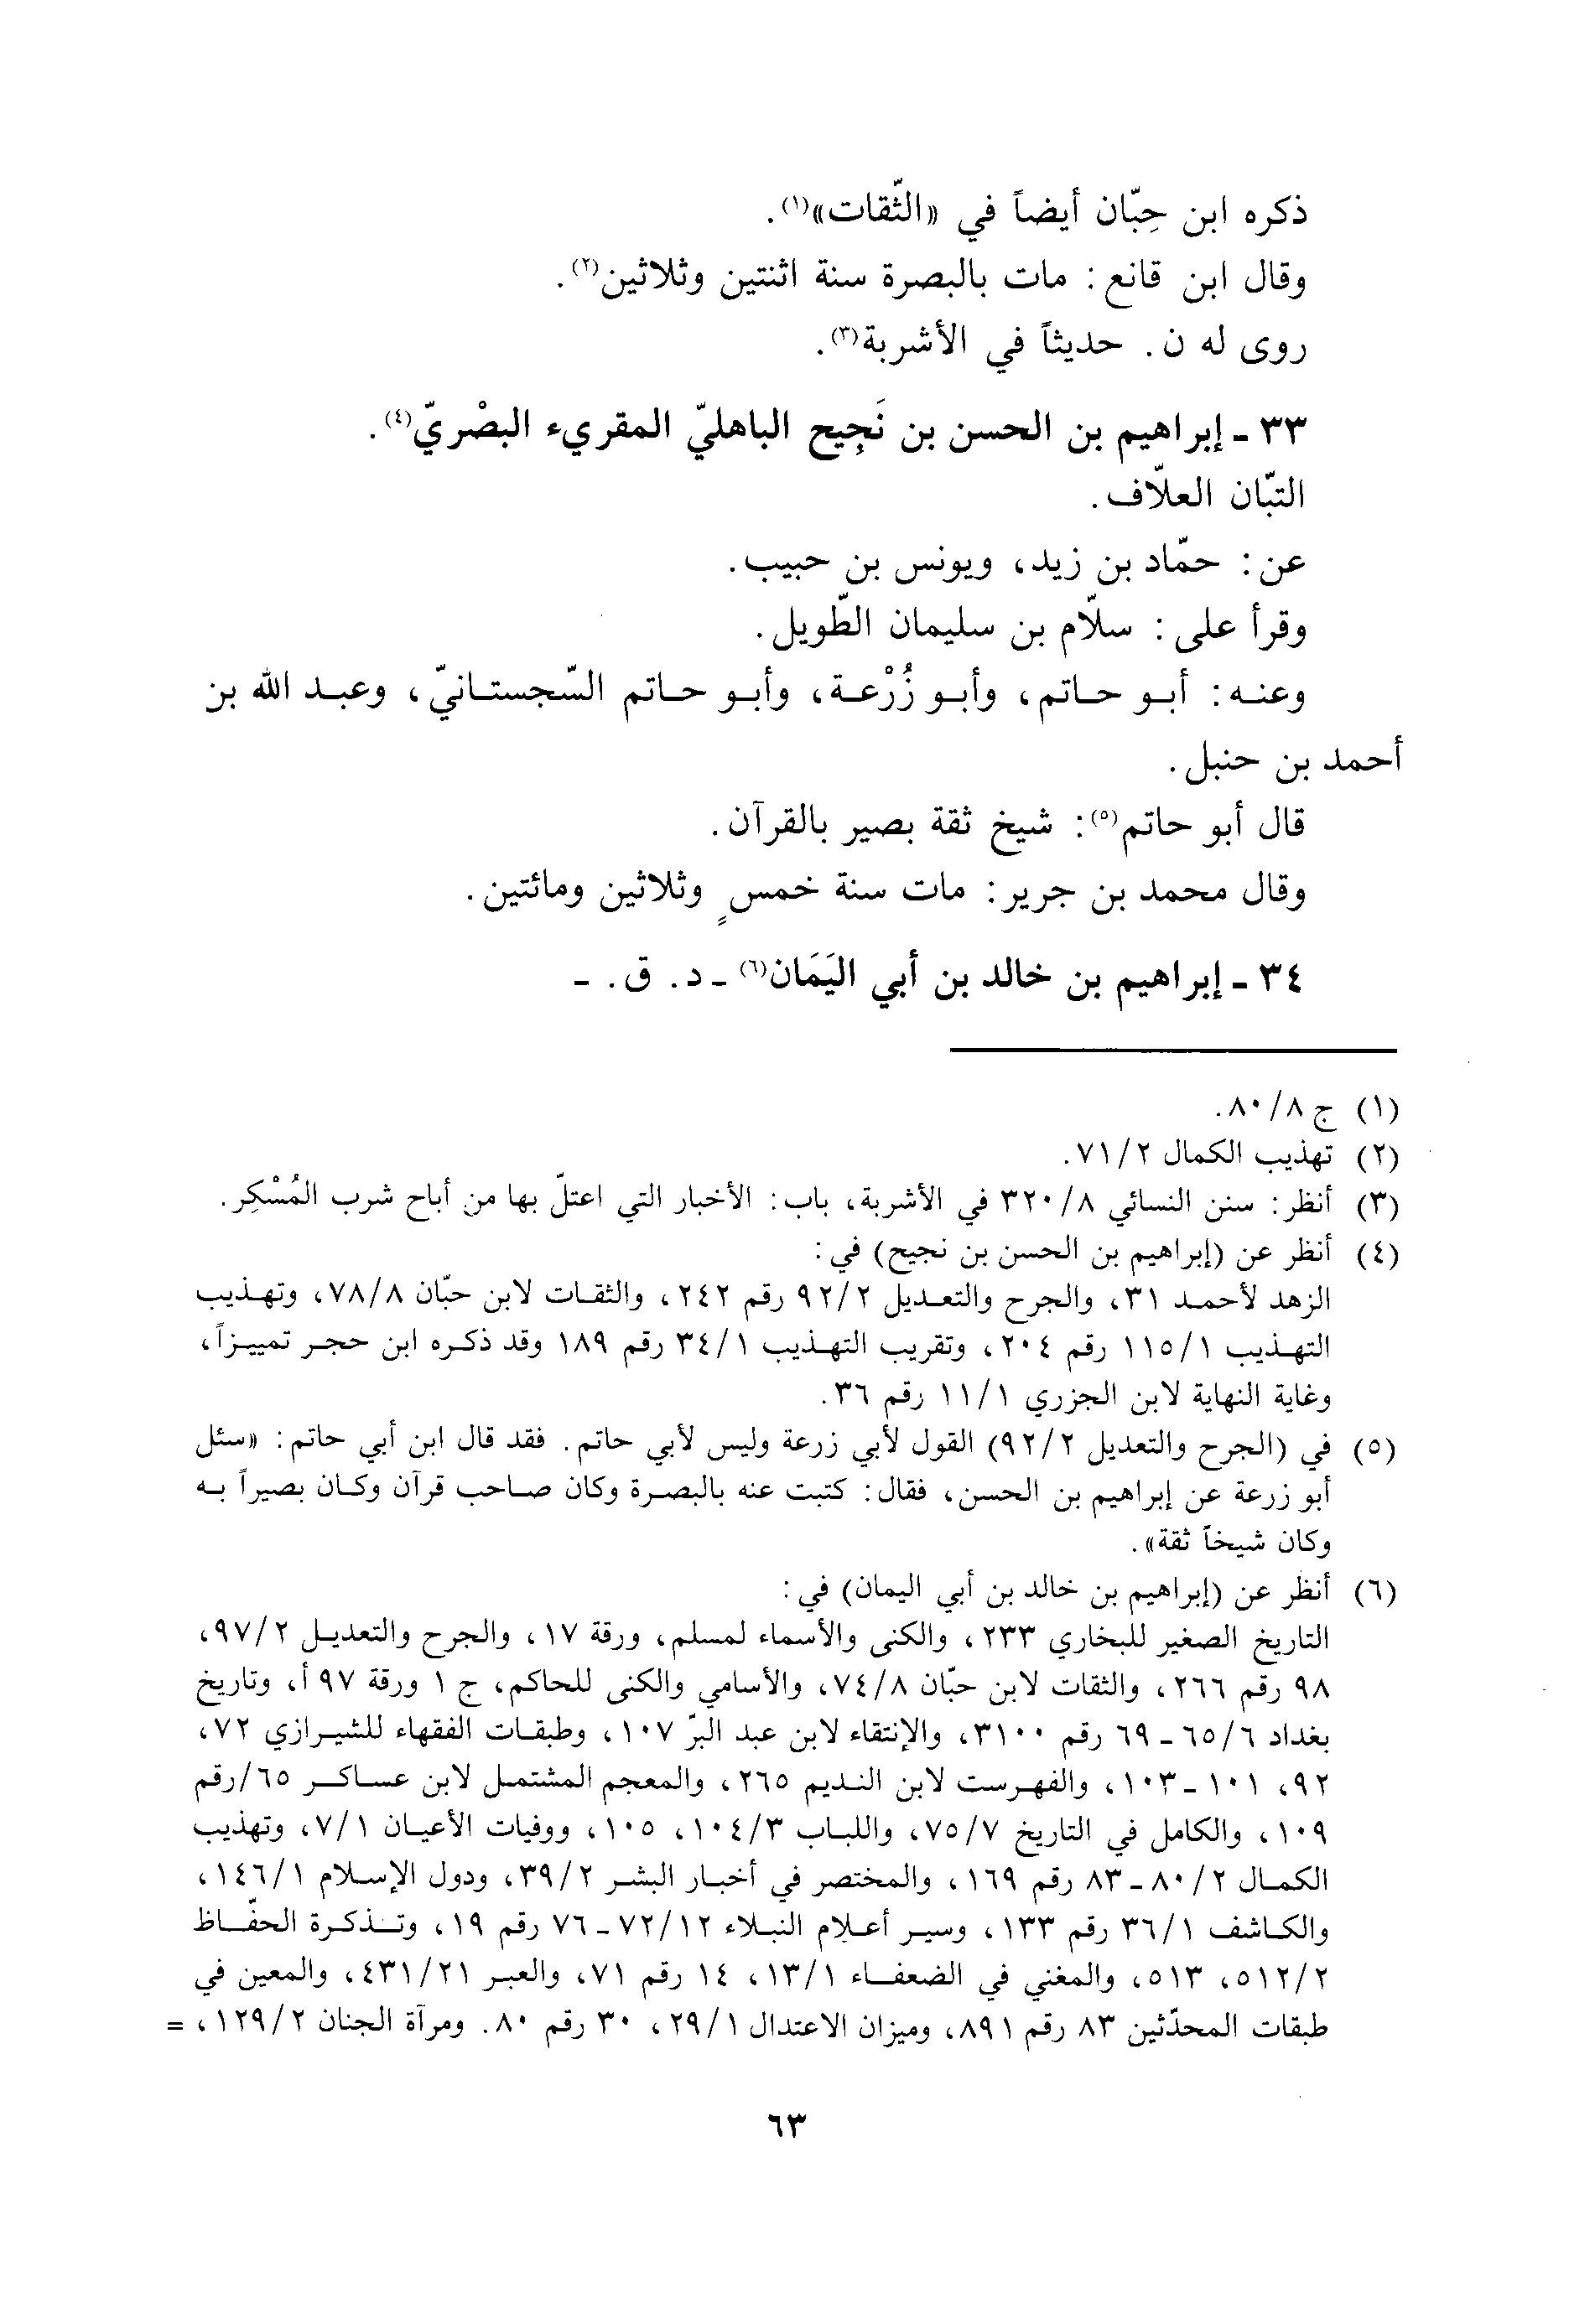 ذكره ابن حِبّان أيضاً في «الثّقات»(١).
وقال ابن قانع: مات بالبصرة سنة اثنتين وثلاثين(٢).
روى له ن. حديثاً في الأشربة(٣).
٣٣ ـ إبراهيم بن الحسن بن نَجِيح الباهليّ المقريء البصْريّ(٤).
التبّان العلّاف.
عن: حمّاد بن زيد، ويونس بن حبيب.
وقرأ على: سلّام بن سليمان الطّويل.
وعنه: أبو حاتم، وأبو زُرْعة، وأبو حاتم السّجستانيّ، وعبد الله بن
أحمد بن حنبل.
قال أبو حاتم(٥): شيخ ثقة بصير بالقرآن.
وقال محمد بن جرير: مات سنة خمسٍ وثلاثين ومائتين.
٣٤ ـ إبراهيم بن خالد بن أبي اليَمَان(٦) ـ د. ق. ـ
(١) ج ٨/ ٨٠.
(٢) تهذيب الكمال ٢/ ٧١.
(٣) أنظر: سنن النسائي ٨/ ٣٢٠ في الأشربة، باب: الأخبار التي اعتلّ بها من أباح شرب المُسْكِر.
(٤) أنظر عن (إبراهيم بن الحسن بن نجيح) في:
الزهد لأحمد ٣١، والجرح والتعديل ٢/ ٩٢ رقم ٢٤٢، والثقات لابن حبّان ٨/ ٧٨، وتهذيب
التهذيب ١/ ١١٥ رقم ٢٠٤، وتقريب التهذيب ١/ ٣٤ رقم ١٨٩ وقد ذكره ابن حجر تمييزاً،
وغاية النهاية لابن الجزري ١/ ١١ رقم ٣٦.
(٥) في (الجرح والتعديل ٢/ ٩٢) القول لأبي زرعة وليس لأبي حاتم. فقد قال ابن أبي حاتم: «سئل
أبو زرعة عن إبراهيم بن الحسن، فقال: كتبت عنه بالبصرة وكان صاحب قرآن وكان بصيراً به
وكان شيخاً ثقة».
(٦) أنظر عن (إبراهيم بن خالد بن أبي اليمان) في:
التاريخ الصغير للبخاري ٢٣٣، والكنى والأسماء لمسلم، ورقة ١٧، والجرح والتعديل ٢/ ٩٧،
٩٨ رقم ٢٦٦، والثقات لابن حبّان ٨/ ٧٤، والأسامي والكنى للحاكم، ج ١ ورقة ٩٧ أ، وتاريخ
بغداد ٦/ ٦٥ ـ ٦٩ رقم ٣١٠٠، والإنتقاء لابن عبد البرّ ١٠٧، وطبقات الفقهاء للشيرازي ٧٢،
٩٢، ١٠١ ـ ١٠٣، والفهرست لابن النديم ٢٦٥، والمعجم المشتمل لابن عساكر ٦٥/ رقم
١٠٩، والكامل في التاريخ ٧/ ٧٥، واللباب ٣/ ١٠٤، ١٠٥، ووفيات الأعيان ١/ ٧، وتهذيب
الكمال ٢/ ٨٠ ـ ٨٣ رقم ١٦٩، والمختصر في أخبار البشر ٢/ ٣٩، ودول الإسلام ١/ ١٤٦،
والكاشف ١/ ٣٦ رقم ١٣٣، وسير أعلام النبلاء ١٢/ ٧٢ ـ ٧٦ رقم ١٩، وتذكرة الحفّاظ
٢/ ٥١٢، ٥١٣، والمغني في الضعفاء ١/ ١٣، ١٤ رقم ٧١، والعبر ٢١/ ٤٣١، والمعين في
طبقات المحدّثين ٨٣ رقم ٨٩١، وميزان الاعتدال ١/ ٢٩، ٣٠ رقم ٨٠. ومرآة الجنان ٢/ ١٢٩، =
٦٣